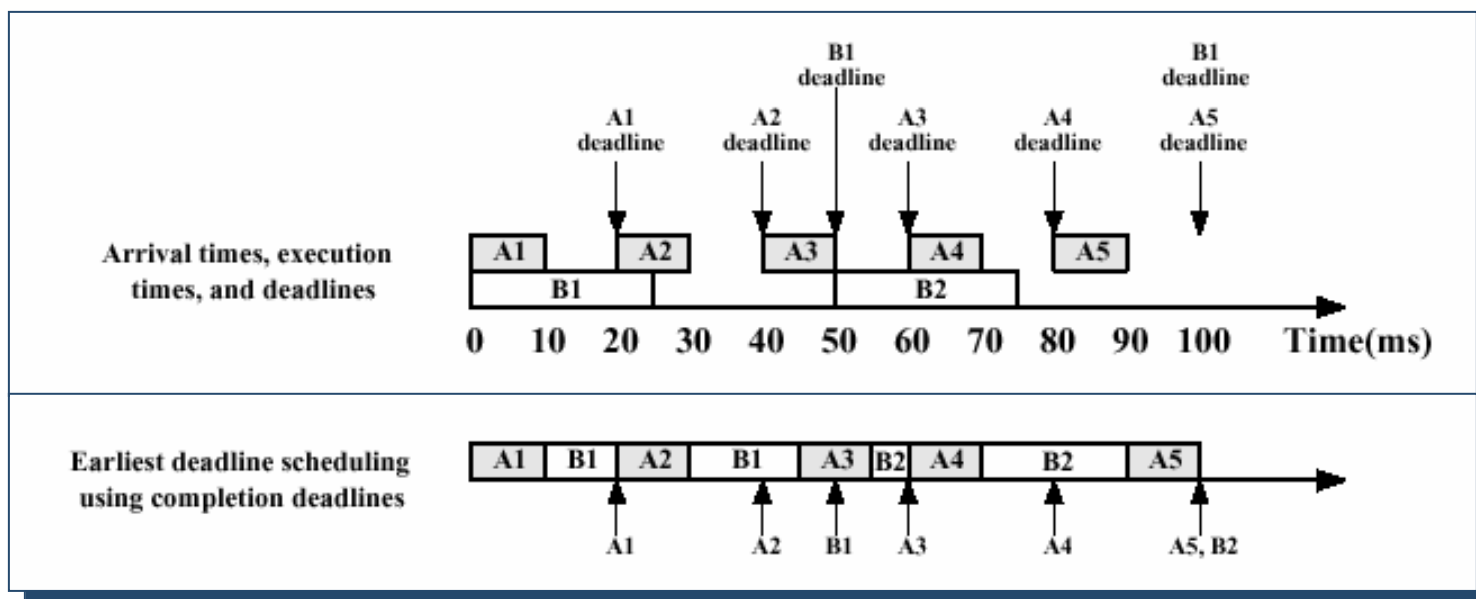 B1
deadline
B1
deadline
A1
deadline
A2
deadline
A3
deadline
A4
deadline
A5
deadline
Arrival times, execution
times, and deadlines
A1
A2
A3
A4
A5
B1
B2
0 10 20 30 40 50 60 70 80 90 100 Time(ms)
Earliest deadline scheduling
using completion deadlines
A1 B1 A2 B1 A3 B2 A4 B2 A5
A1 A2 B1 A3 A4 A5, B2